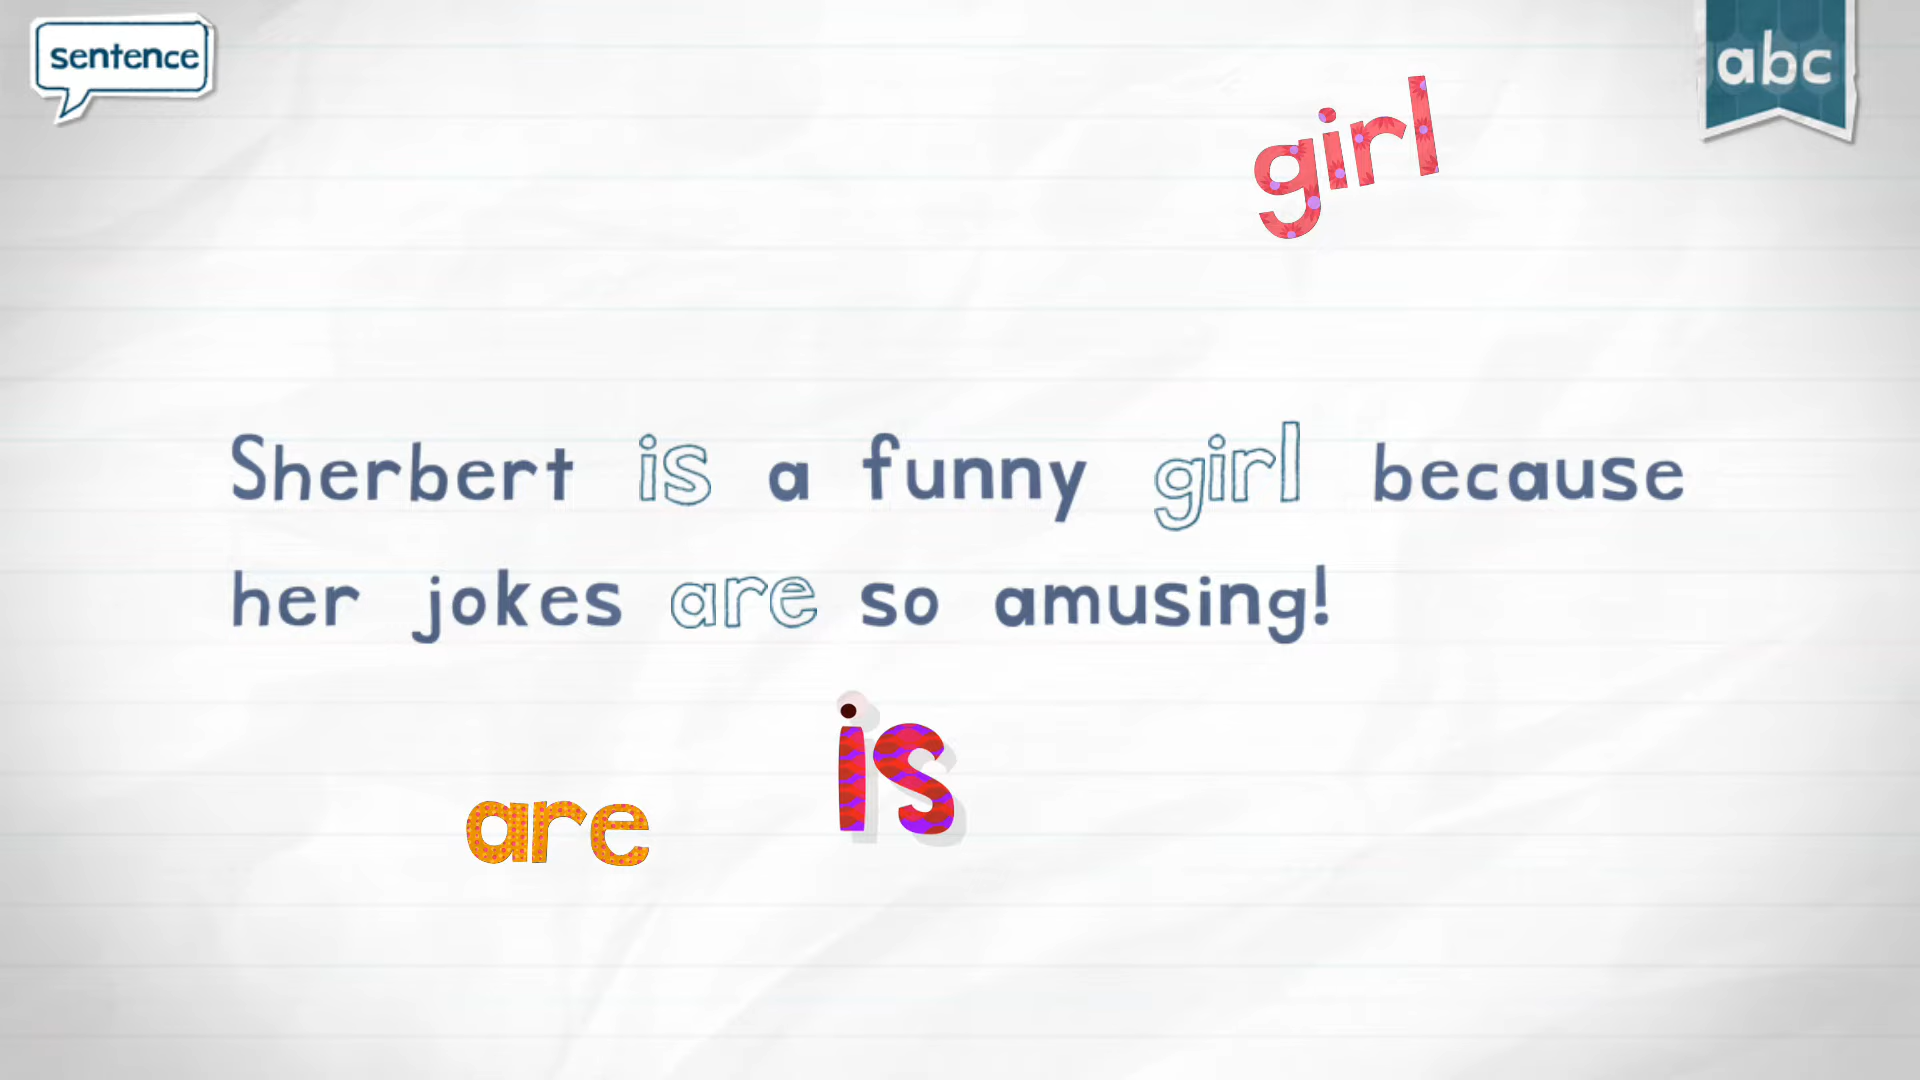 sentence
abc
girl
Sherbert is a funny girl because
her jokes are so amusing!
is
are